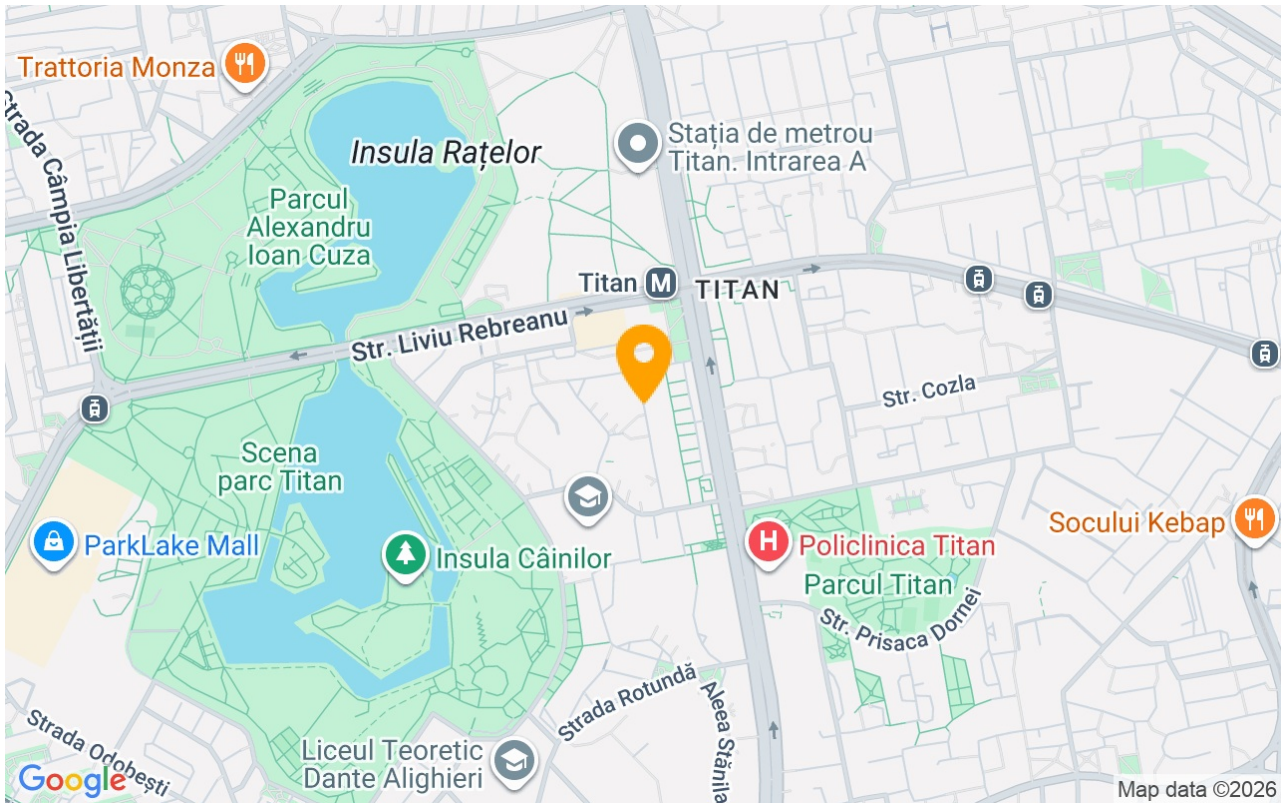 Trattoria Monza
Strada Câmpia Libertății
Insula Rațelor
Stația de metrou
Titan. Intrarea A
Parcul
Alexandru
Ioan Cuza
Titan
M
TITAN
Str. Liviu Rebreanu
Str. Cozla
Scena
parc Titan
ParkLake Mall
Insula Câinilor
H
Policlinica Titan
Parcul Titan
Socului Kebap
Str. Prisaca Dornei
Strada Rotundă
Aleea Stănila
Strada Odobești
Liceul Teoretic
Dante Alighieri
Google
Map data ©2026